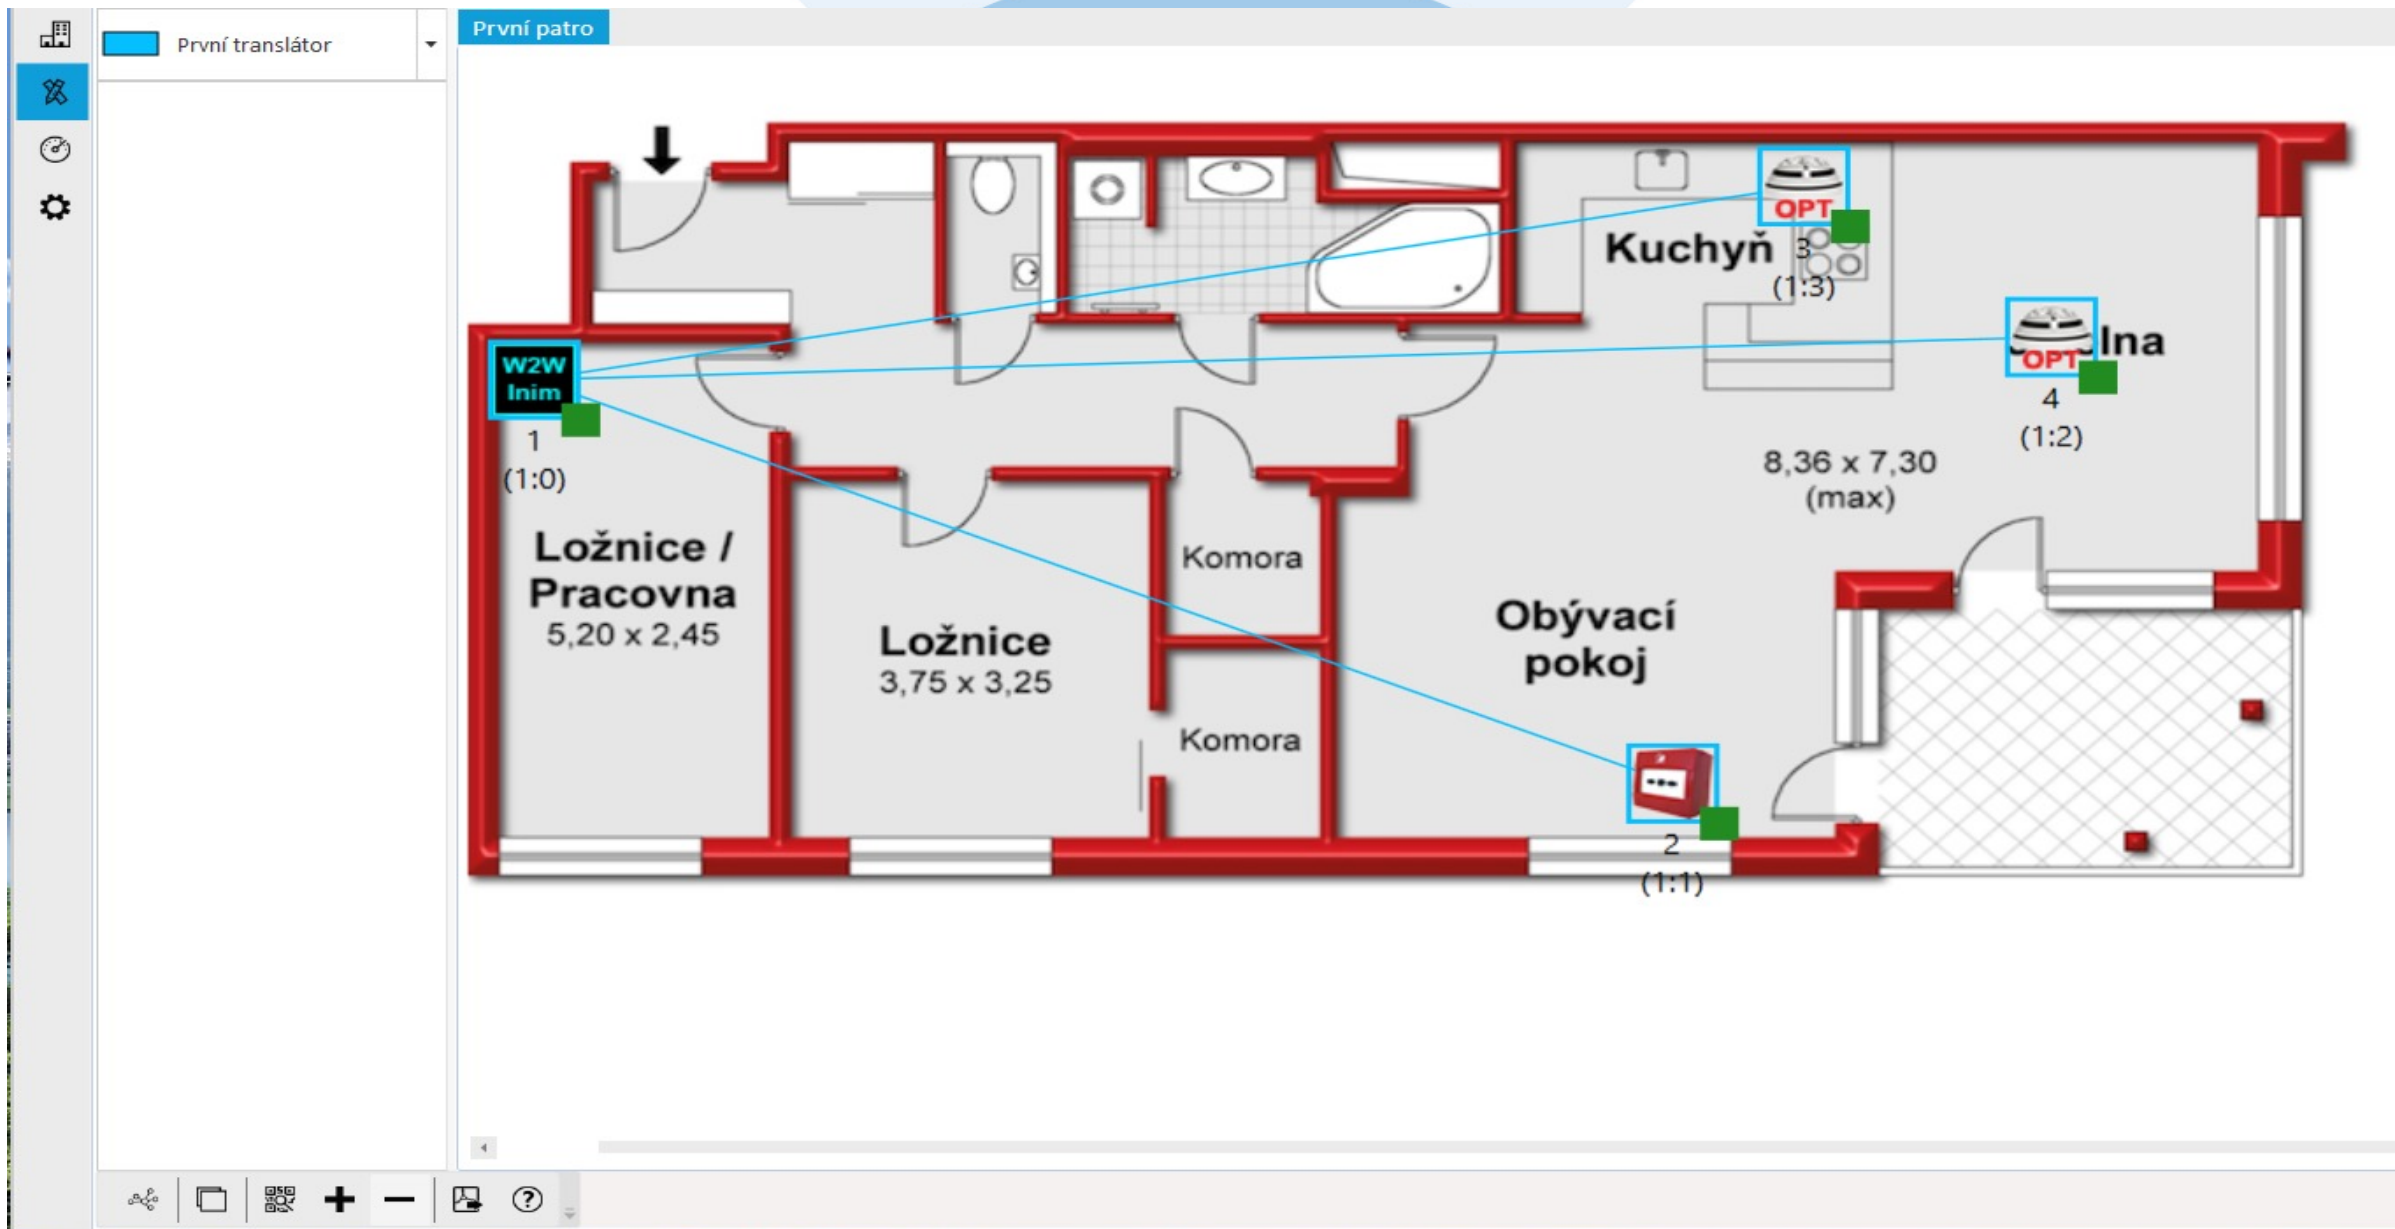 První translátor
První patro
OPT
Kuchyň
3
(1:3)
W2W
Inim
1
(1:0)
OPT
lna
4
(1:2)
8,36 x 7,30
(max)
Ložnice /
Pracovna
5,20 x 2,45
Ložnice
3,75 x 3,25
Komora
Komora
Obývací
pokoj
2
(1:1)